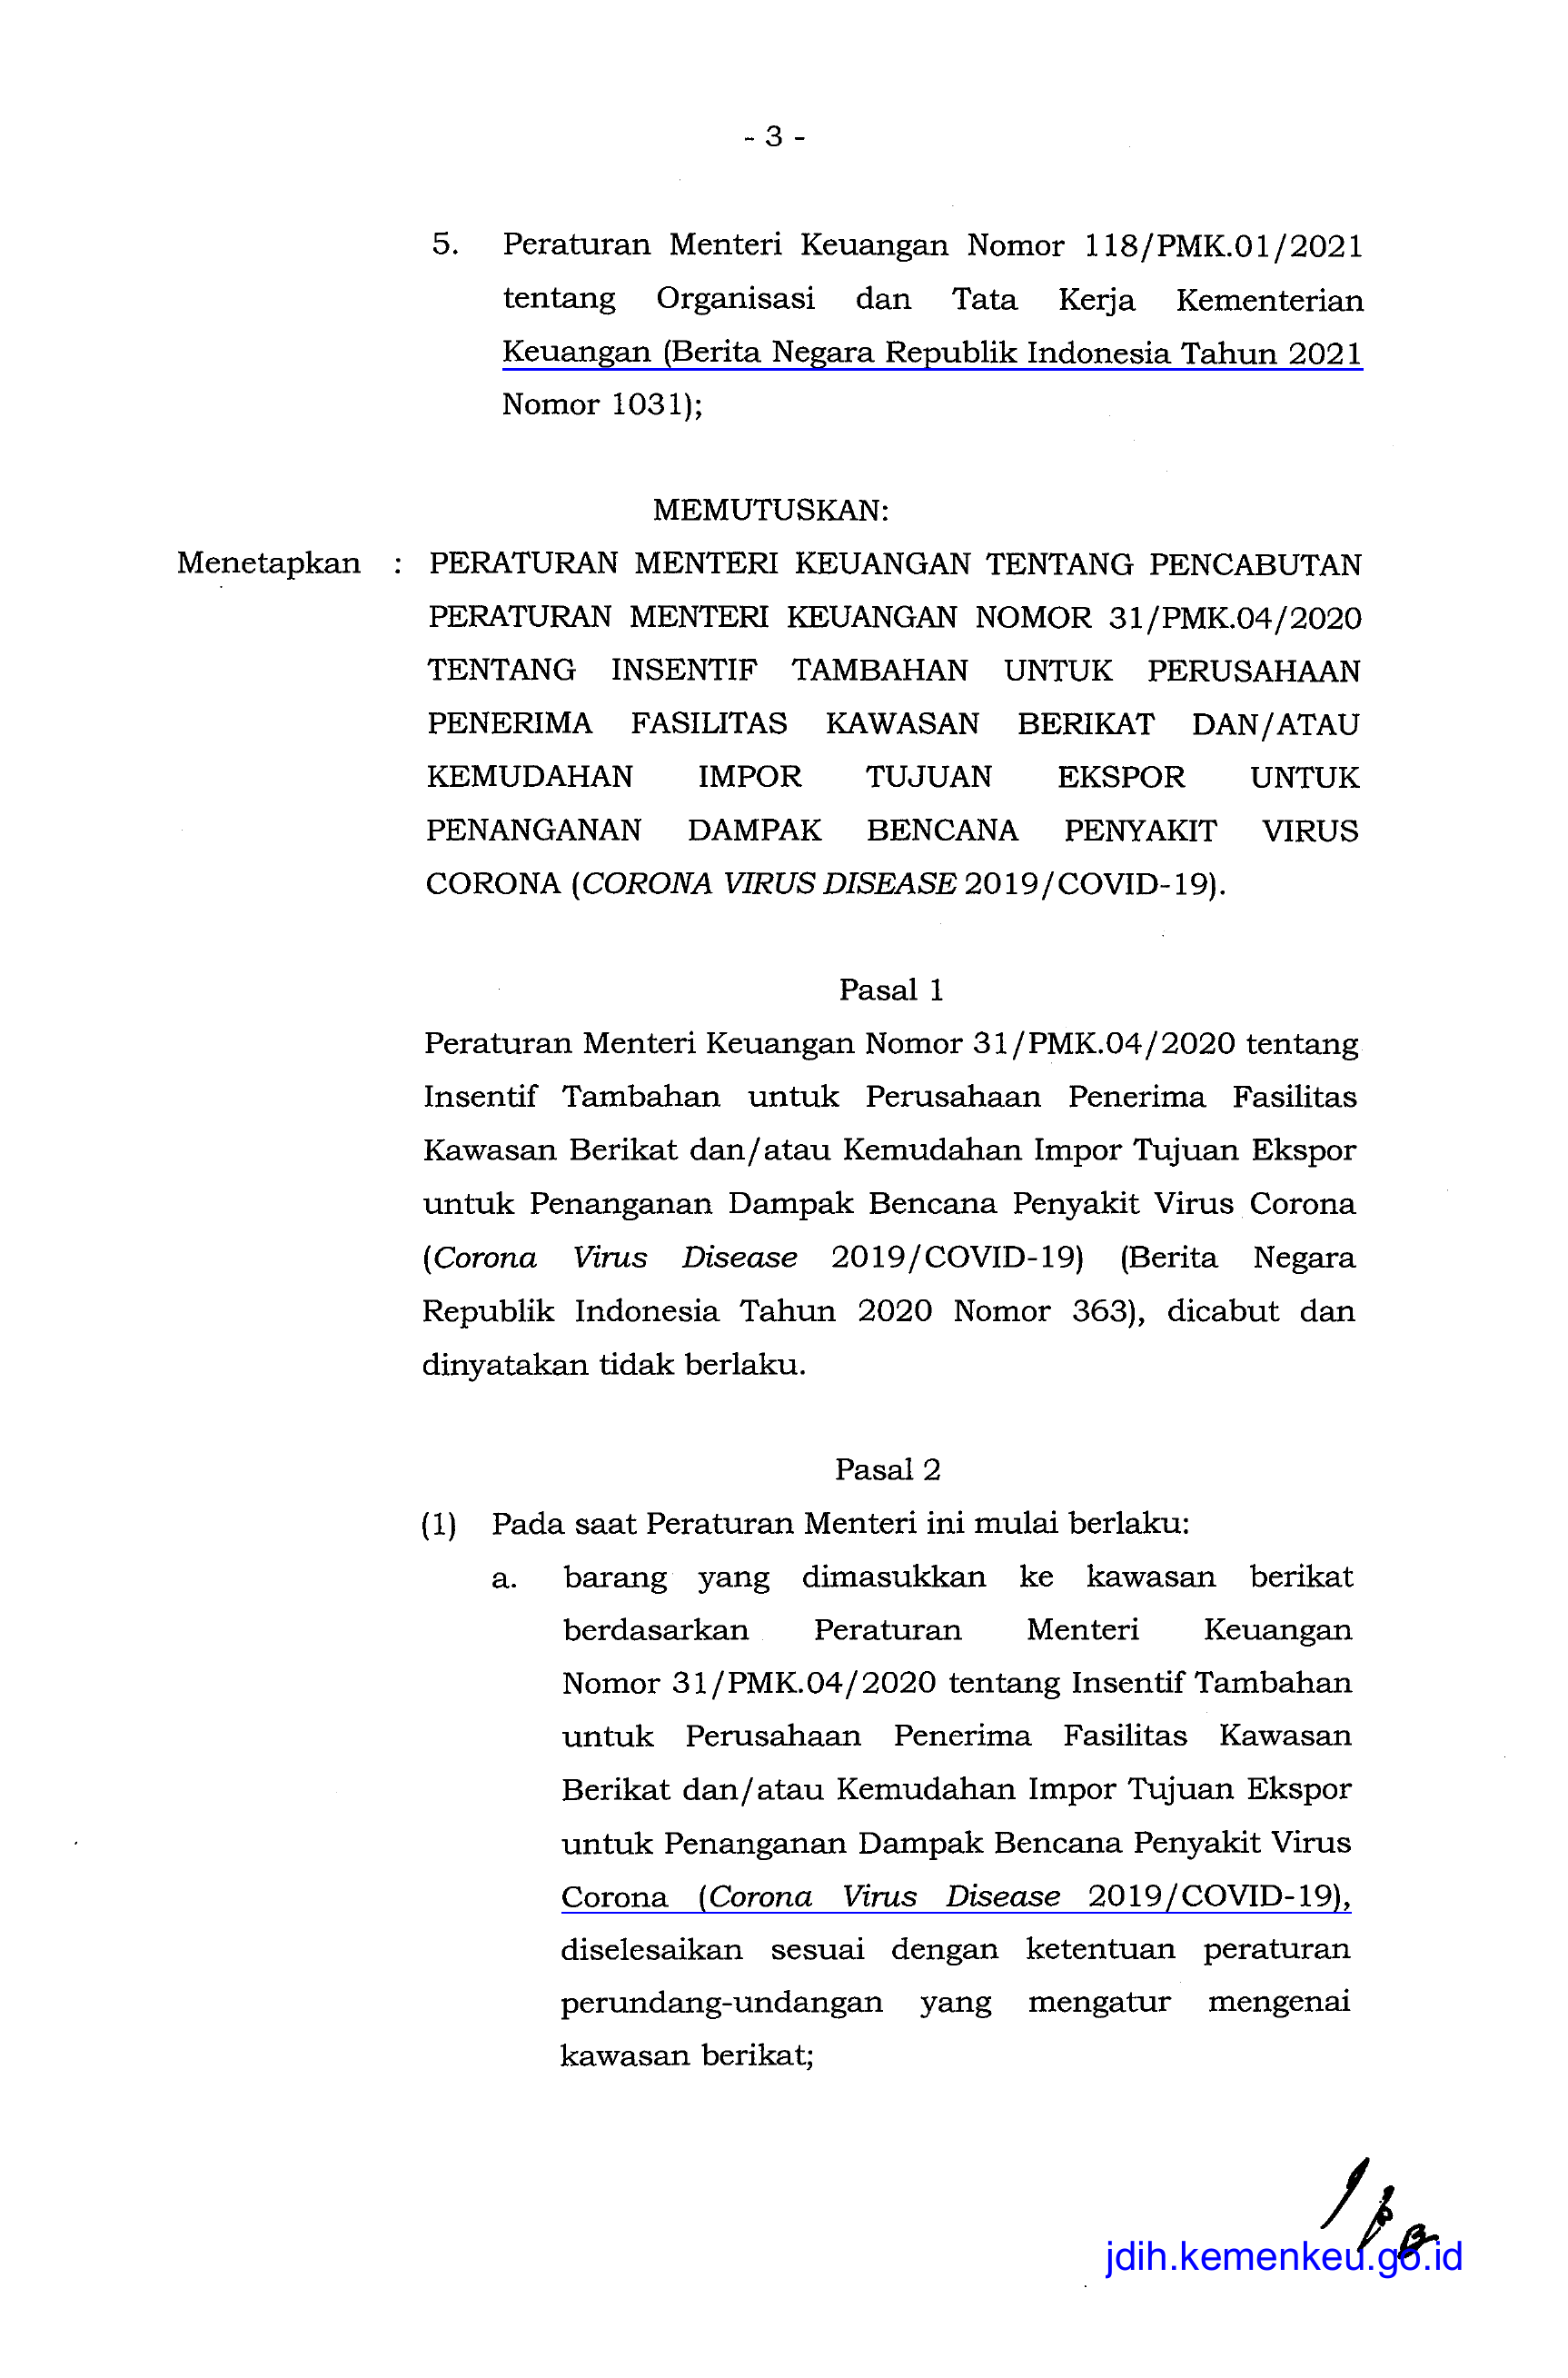 - 3 -
5. Peraturan Menteri Keuangan Nomor 118/PMK.01/2021
tentang Organisasi dan Tata Kerja Kementerian
Keuangan (Berita Negara Republik Indonesia Tahun 2021
Nomor 1031);
MEMUTUSKAN:
Menetapkan : PERATURAN MENTERI KEUANGAN TENTANG PENCABUTAN
PERATURAN MENTERI KEUANGAN NOMOR 31/PMK.04/2020
TENTANG INSENTIF TAMBAHAN UNTUK PERUSAHAAN
PENERIMA FASILITAS KAWASAN BERIKAT DAN/ATAU
KEMUDAHAN IMPOR TUJUAN EKSPOR UNTUK
PENANGANAN DAMPAK BENCANA PENYAKIT VIRUS
CORONA (CORONA VIRUS DISEASE 2019/COVID-19).
Pasal 1
Peraturan Menteri Keuangan Nomor 31/PMK.04/2020 tentang
Insentif Tambahan untuk Perusahaan Penerima Fasilitas
Kawasan Berikat dan/atau Kemudahan Impor Tujuan Ekspor
untuk Penanganan Dampak Bencana Penyakit Virus Corona
(Corona Virus Disease 2019/COVID-19) (Berita Negara
Republik Indonesia Tahun 2020 Nomor 363), dicabut dan
dinyatakan tidak berlaku.
Pasal 2
(1) Pada saat Peraturan Menteri ini mulai berlaku:
a. barang yang dimasukkan ke kawasan berikat
berdasarkan Peraturan Menteri Keuangan
Nomor 31/PMK.04/2020 tentang Insentif Tambahan
untuk Perusahaan Penerima Fasilitas Kawasan
Berikat dan/atau Kemudahan Impor Tujuan Ekspor
untuk Penanganan Dampak Bencana Penyakit Virus
Corona (Corona Virus Disease 2019/COVID-19),
diselesaikan sesuai dengan ketentuan peraturan
perundang-undangan yang mengatur mengenai
kawasan berikat;
jdih.kemenkeu.go.id